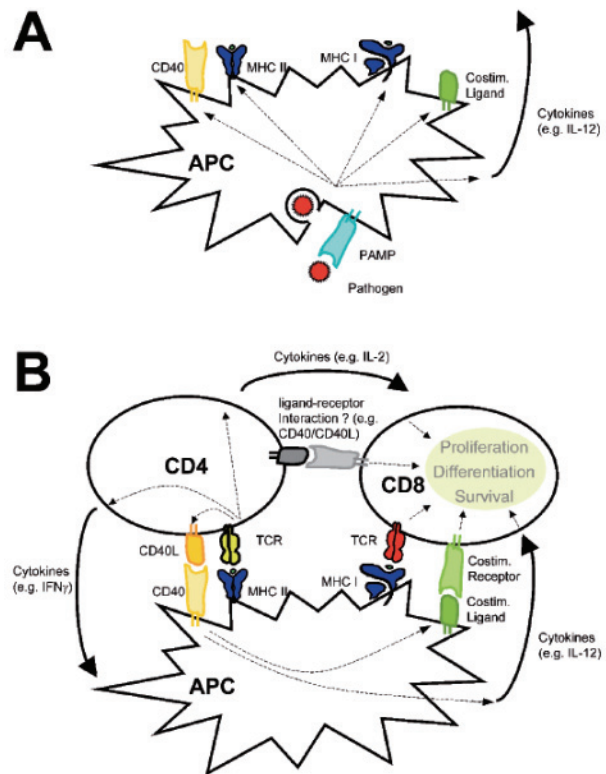 A
CD40
MHC II
MHC I
Costim.
Ligand
Cytokines
(e.g. IL-12)
APC
PAMP
Pathogen
B
Cytokines (e.g. IL-2)
ligand-receptor
Interaction ? (e.g.
CD40/CD40L)
CD4
CD8
Proliferation
Differentiation
Survival
CD40L
TCR
TCR
Cytokines
(e.g. IFNγ)
CD40
MHC II
MHC I
Costim.
Receptor
Costim.
Ligand
Cytokines
(e.g. IL-12)
APC